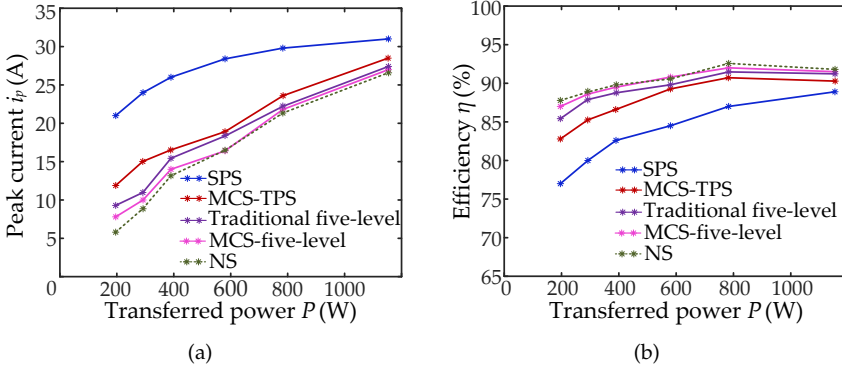 35
30
25
20
15
10
5
0 200 400 600 800 1000
Peak current i_p (A)
Transferred power P (W)
SPS
MCS-TPS
Traditional five-level
MCS-five-level
NS
(a)
100
95
90
85
80
75
70
65
0 200 400 600 800 1000
Efficiency η (%)
Transferred power P (W)
SPS
MCS-TPS
Traditional five-level
MCS-five-level
NS
(b)